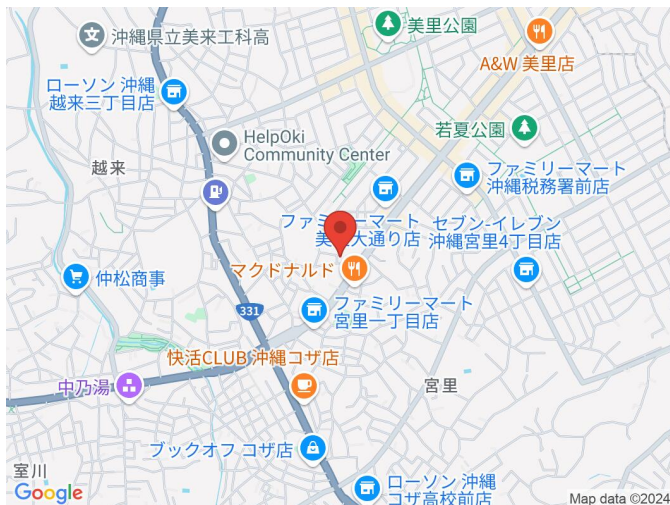 美里公園
沖縄県立美来工科高
A&W 美里店
ローソン 沖縄
越来三丁目店
若夏公園
HelpOki
Community Center
越来
ファミリーマート
沖縄税務署前店
ファミリーマート
美里大通り店
セブン-イレブン
沖縄宮里4丁目店
マクドナルド
仲松商事
331
ファミリーマート
宮里一丁目店
快活CLUB 沖縄コザ店
中乃湯
宮里
ブックオフ コザ店
室川
ローソン 沖縄
コザ高校前店
Google
Map data ©2024